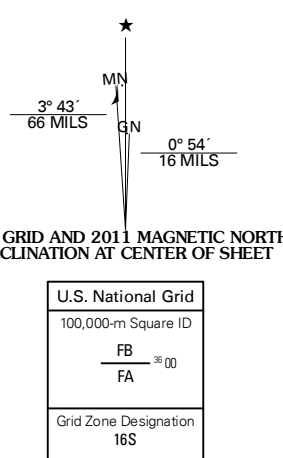 ★
MN
3° 43´
66 MILS
GN
0° 54´
16 MILS
GRID AND 2011 MAGNETIC NORTH
CLINATION AT CENTER OF SHEET
U.S. National Grid
100,000-m Square ID
FB
36 00
FA
Grid Zone Designation
16S